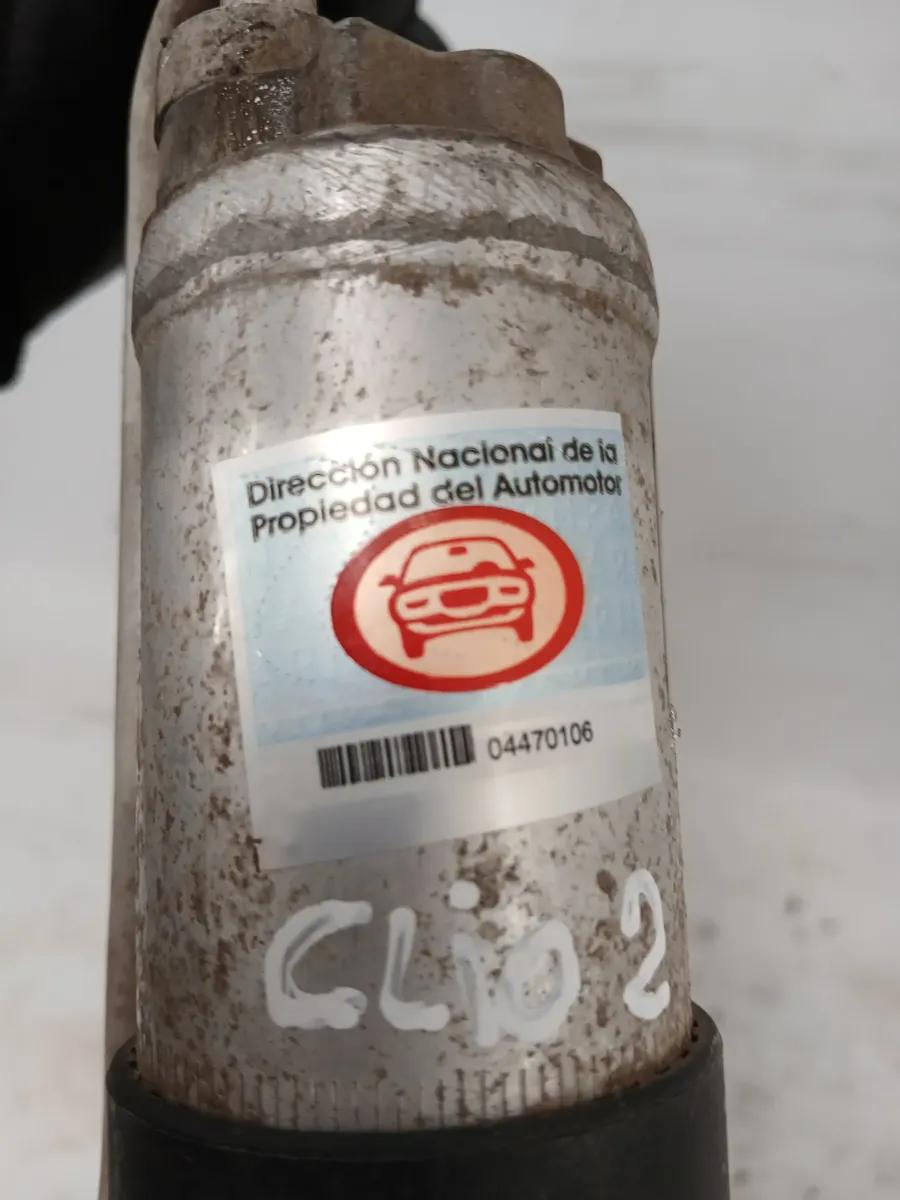 Dirección Nacional de la
Propiedad del Automotor
04470106
CLio 2